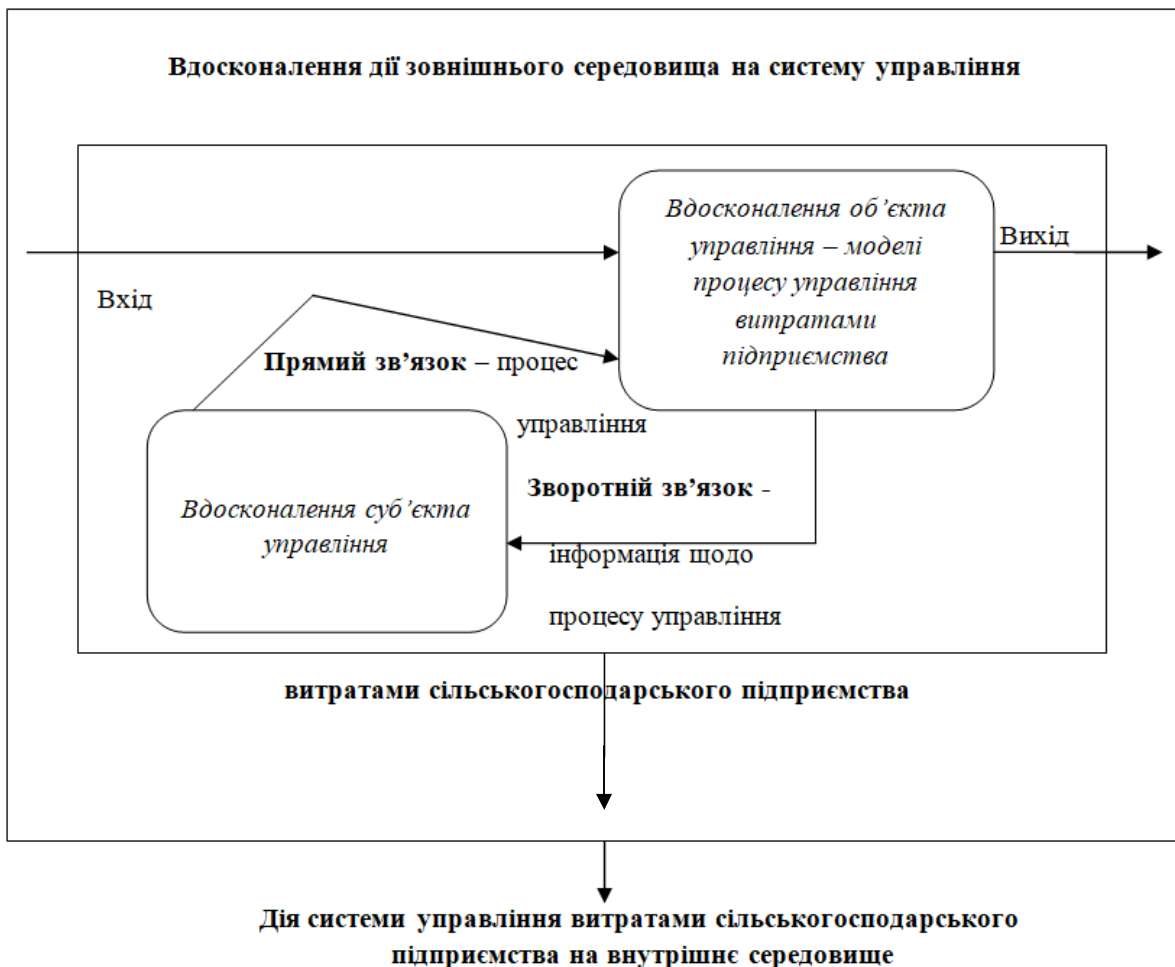 Вдосконалення дії зовнішнього середовища на систему управління
Вдосконалення об’єкта
управління – моделі
процесу управління
витратами
підприємства
Вихід
Вхід
Прямий зв’язок – процес
управління
Зворотній зв’язок -
інформація щодо
процесу управління
Вдосконалення суб’єкта
управління
витратами сільськогосподарського підприємства
Дія системи управління витратами сільськогосподарського
підприємства на внутрішнє середовище